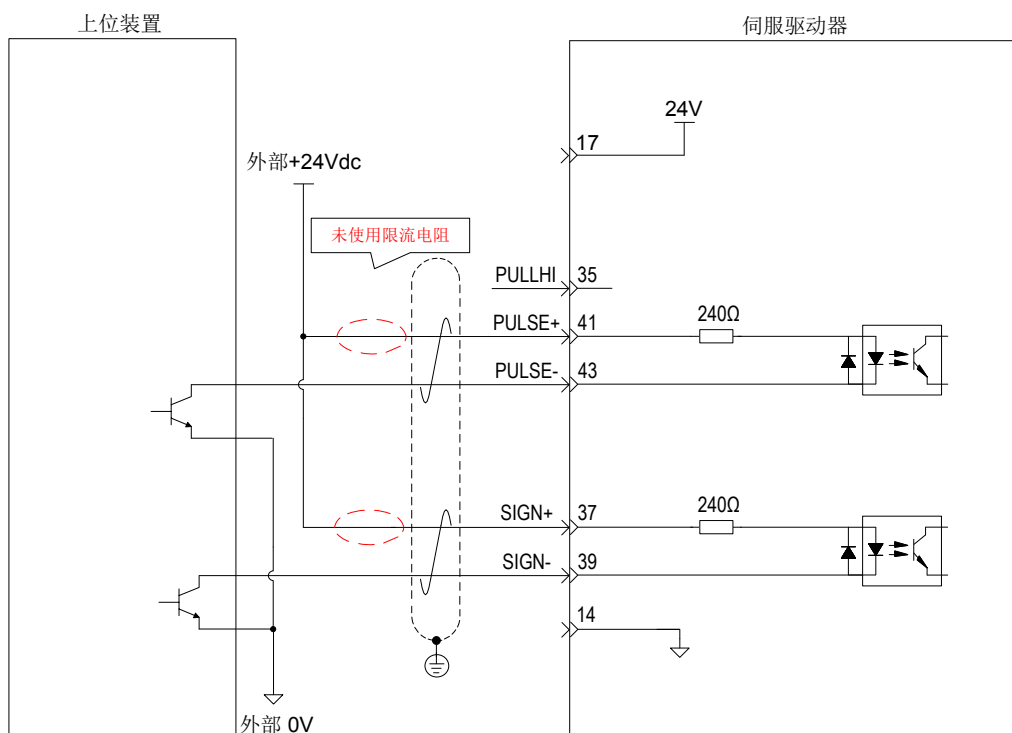 上位装置
伺服驱动器
24V
17
外部+24Vdc
未使用限流电阻
PULLHI
35
PULSE+
41
240Ω
PULSE-
43
SIGN+
37
240Ω
SIGN-
39
14
外部 0V